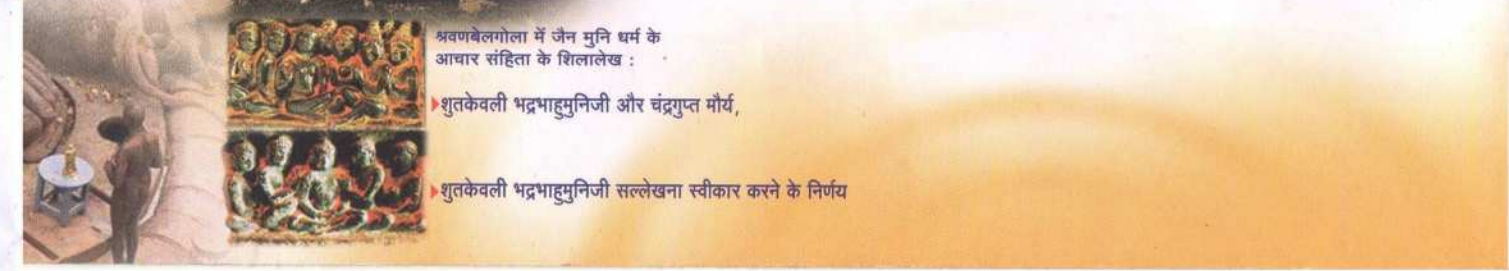 श्रवणबेलगोला में जैन मुनि धर्म के
आचार संहिता के शिलालेख :
शुतकेवली भद्रभाहुमुनिजी और चंद्रगुप्त मौर्य,
शुतकेवली भद्रभाहुमुनिजी सल्लेखना स्वीकार करने के निर्णय